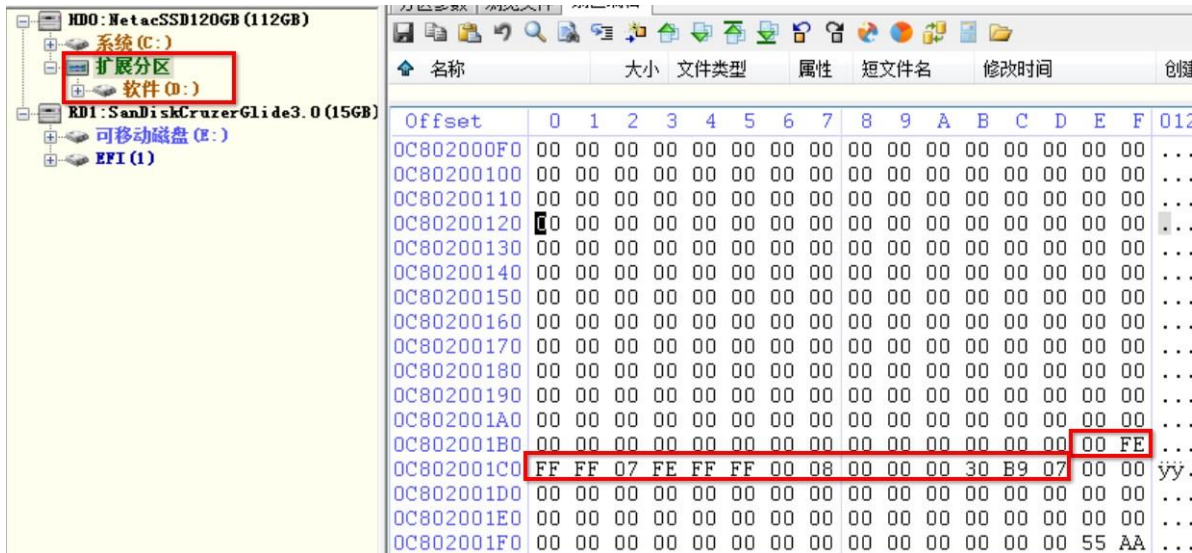 HD0:NetacSSD120GB(112GB)
系统(C:)
扩展分区
软件(D:)
RD1:SanDiskCruzerGlide3.0(15GB)
可移动磁盘(E:)
EFI(1)
名称 大小 文件类型 属性 短文件名 修改时间 创建
Offset 0 1 2 3 4 5 6 7 8 9 A B C D E F 012
0C802000F0 00 00 00 00 00 00 00 00 00 00 00 00 00 00 00 00 ...
0C80200100 00 00 00 00 00 00 00 00 00 00 00 00 00 00 00 00 ...
0C80200110 00 00 00 00 00 00 00 00 00 00 00 00 00 00 00 00 ...
0C80200120 00 00 00 00 00 00 00 00 00 00 00 00 00 00 00 00 ...
0C80200130 00 00 00 00 00 00 00 00 00 00 00 00 00 00 00 00 ...
0C80200140 00 00 00 00 00 00 00 00 00 00 00 00 00 00 00 00 ...
0C80200150 00 00 00 00 00 00 00 00 00 00 00 00 00 00 00 00 ...
0C80200160 00 00 00 00 00 00 00 00 00 00 00 00 00 00 00 00 ...
0C80200170 00 00 00 00 00 00 00 00 00 00 00 00 00 00 00 00 ...
0C80200180 00 00 00 00 00 00 00 00 00 00 00 00 00 00 00 00 ...
0C80200190 00 00 00 00 00 00 00 00 00 00 00 00 00 00 00 00 ...
0C802001A0 00 00 00 00 00 00 00 00 00 00 00 00 00 00 00 00 ...
0C802001B0 00 00 00 00 00 00 00 00 00 00 00 00 00 00 00 FE ...
0C802001C0 FF FF 07 FE FF FF 00 08 00 00 00 30 B9 07 00 00 ÿÿ.
0C802001D0 00 00 00 00 00 00 00 00 00 00 00 00 00 00 00 00 ...
0C802001E0 00 00 00 00 00 00 00 00 00 00 00 00 00 00 00 00 ...
0C802001F0 00 00 00 00 00 00 00 00 00 00 00 00 00 00 55 AA ...